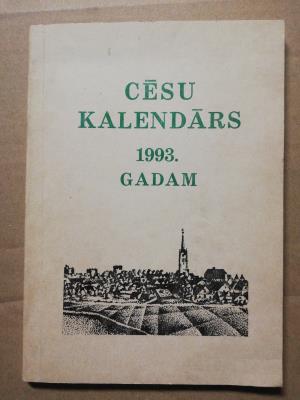 CĒSU
KALENDĀRS
1993.
GADAM